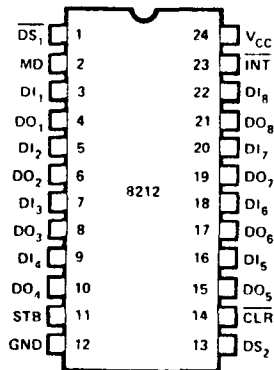 DS₁ 1 24 VCC
MD 2 23 INT
DI₁ 3 22 DI₈
DO₁ 4 21 DO₈
DI₂ 5 20 DI₇
DO₂ 6 19 DO₇
8212
DI₃ 7 18 DI₆
DO₃ 8 17 DO₆
DI₄ 9 16 DI₅
DO₄ 10 15 DO₅
STB 11 14 CLR
GND 12 13 DS₂